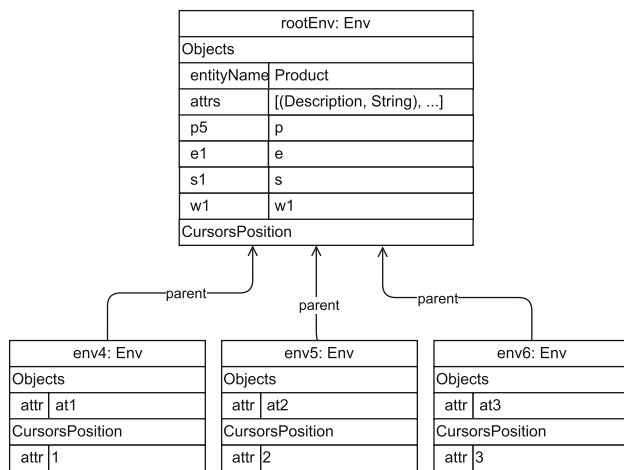 rootEnv: Env
Objects
entityName Product
attrs [(Description, String), ...]
p5 p
e1 e
s1 s
w1 w1
CursorsPosition
parent parent parent
env4: Env env5: Env env6: Env
Objects Objects Objects
attr at1 attr at2 attr at3
CursorsPosition CursorsPosition CursorsPosition
attr 1 attr 2 attr 3